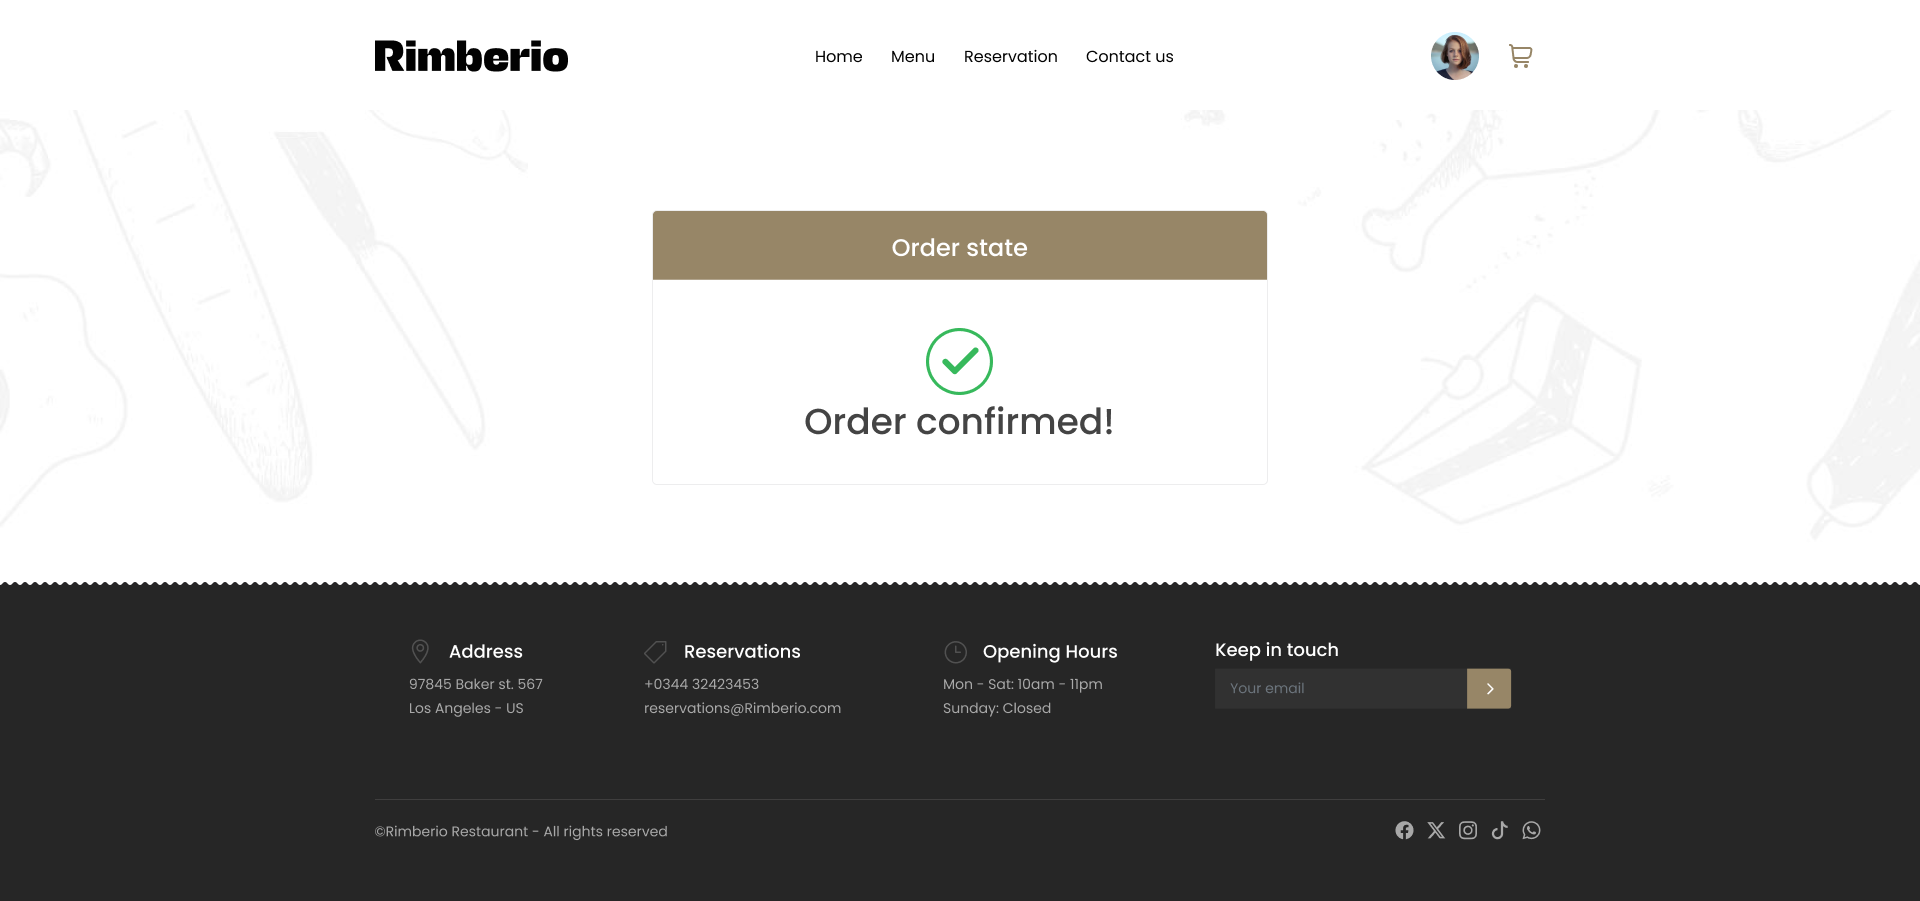 Rimberio
Home
Menu
Reservation
Contact us
Order state
Order confirmed!
Address
97845 Baker st. 567
Los Angeles - US
Reservations
+0344 32423453
reservations@Rimberio.com
Opening Hours
Mon - Sat: 10am - 11pm
Sunday: Closed
Keep in touch
Your email
©Rimberio Restaurant - All rights reserved